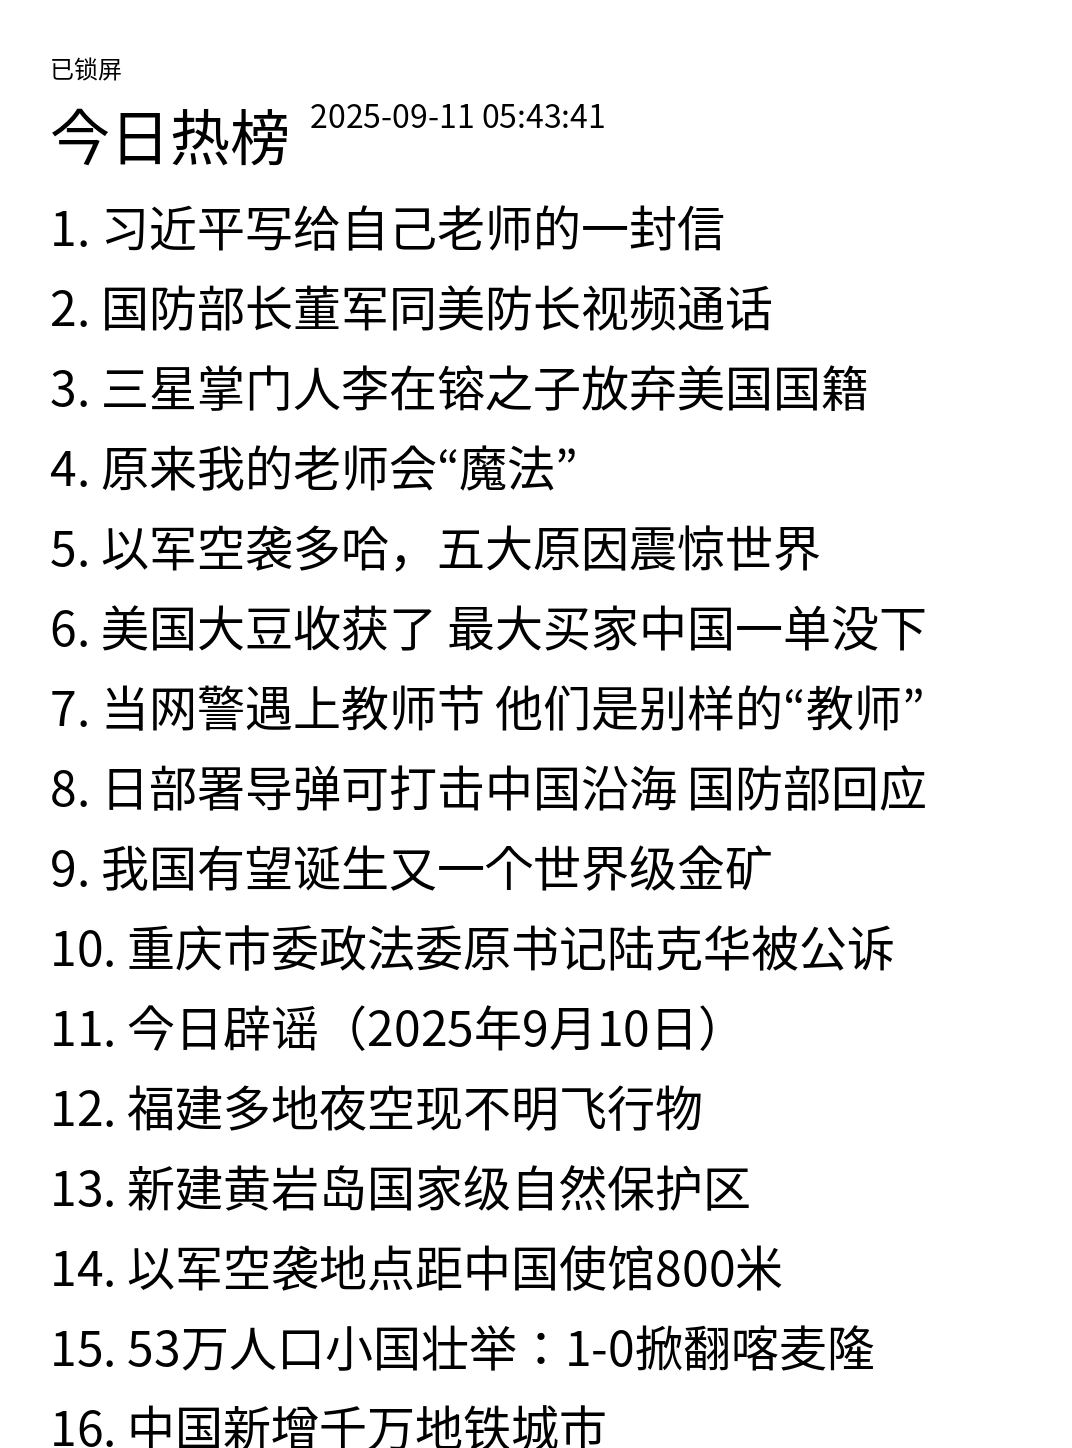 已锁屏
今日热榜 2025-09-11 05:43:41
1. 习近平写给自己老师的一封信
2. 国防部长董军同美防长视频通话
3. 三星掌门人李在镕之子放弃美国国籍
4. 原来我的老师会“魔法”
5. 以军空袭多哈，五大原因震惊世界
6. 美国大豆收获了 最大买家中国一单没下
7. 当网警遇上教师节 他们是别样的“教师”
8. 日部署导弹可打击中国沿海 国防部回应
9. 我国有望诞生又一个世界级金矿
10. 重庆市委政法委原书记陆克华被公诉
11. 今日辟谣（2025年9月10日）
12. 福建多地夜空现不明飞行物
13. 新建黄岩岛国家级自然保护区
14. 以军空袭地点距中国使馆800米
15. 53万人口小国壮举：1-0掀翻喀麦隆
16. 中国新增千万地铁城市